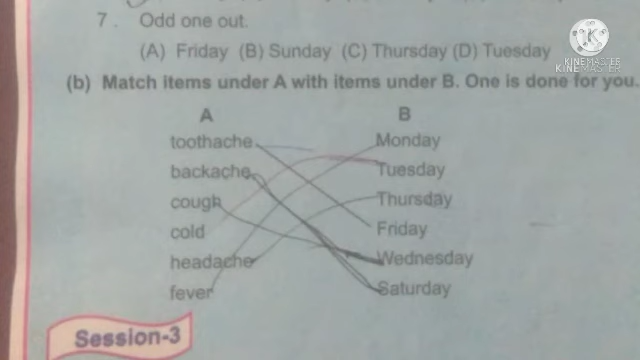 7. Odd one out.
(A) Friday (B) Sunday (C) Thursday (D) Tuesday
(b) Match items under A with items under B. One is done for you.
A B
toothache Monday
backache Tuesday
cough Thursday
cold Friday
headache Wednesday
fever Saturday
Session-3
K
KINEMASTER
KINEMASTER